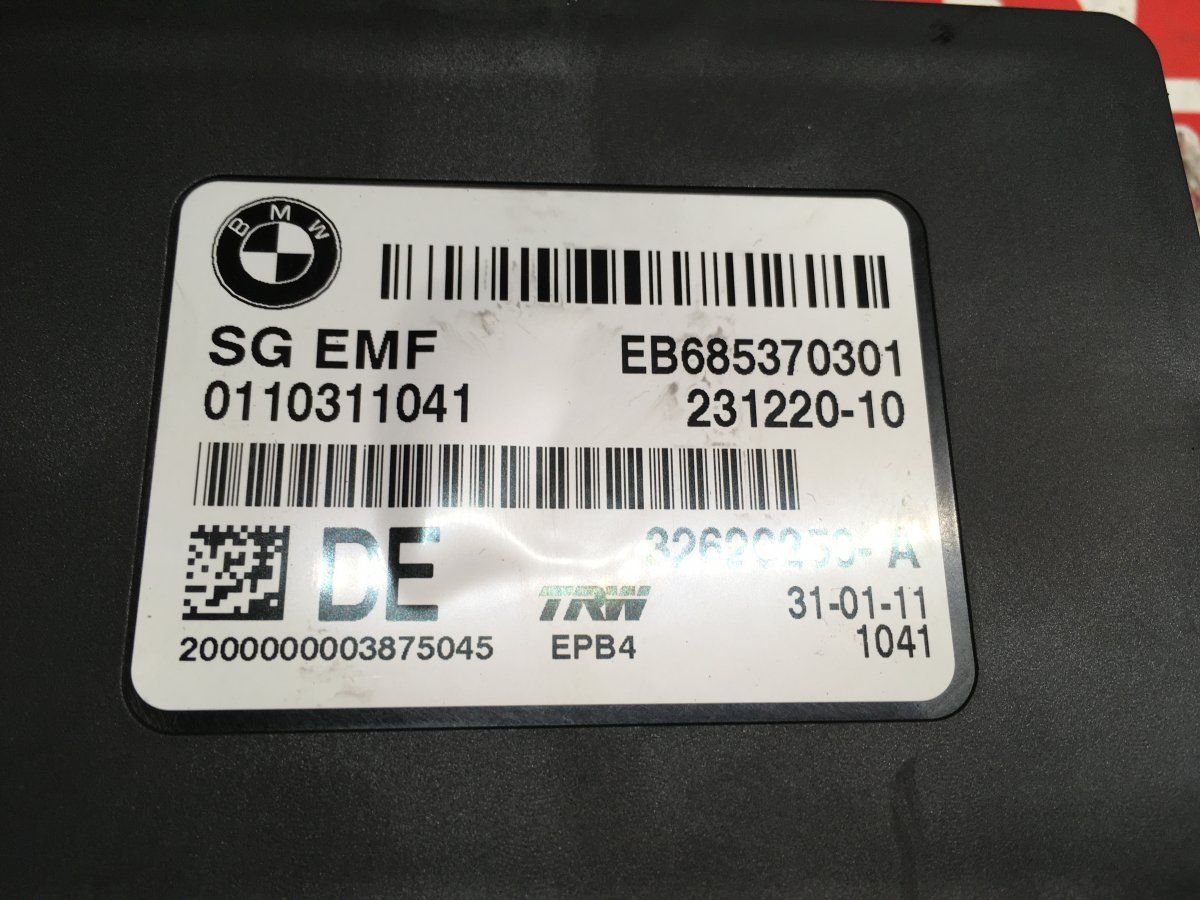 BMW
SG EMF
EB685370301
0110311041
231220-10
DE
TRW
31-01-11
2000000003875045
EPB4
1041